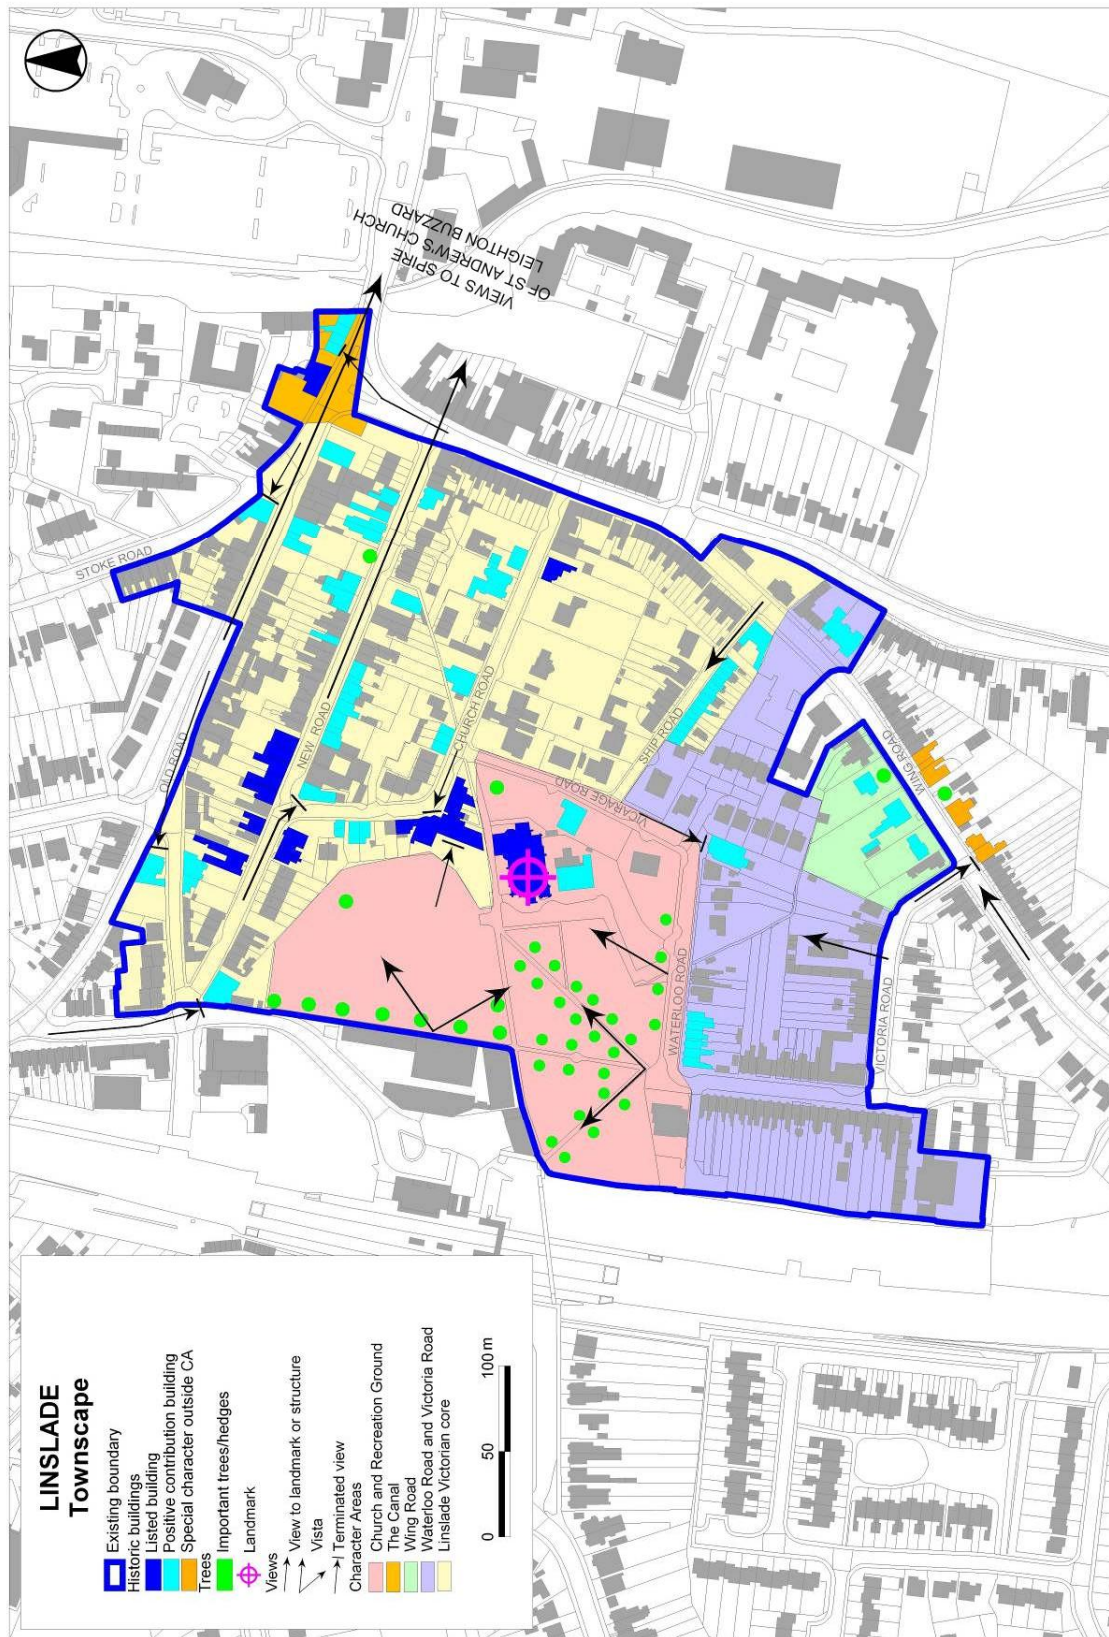 LINSLADE
Townscape
Existing boundary
Historic buildings
Listed building
Positive contribution building
Special character outside CA
Trees
Important trees/hedges
Landmark
Views
View to landmark or structure
Vista
Terminated view
Character Areas
Church and Recreation Ground
The Canal
Wing Road
Waterloo Road and Victoria Road
Linslade Victorian core
0 50 100 m
VIEWS TO SPIRE
OF ST ANDREW'S CHURCH
LEIGHTON BUZZARD
STOKE ROAD
OLD ROAD
NEW ROAD
CHURCH ROAD
VICARAGE ROAD
SHIP ROAD
WATERLOO ROAD
WING ROAD
VICTORIA ROAD